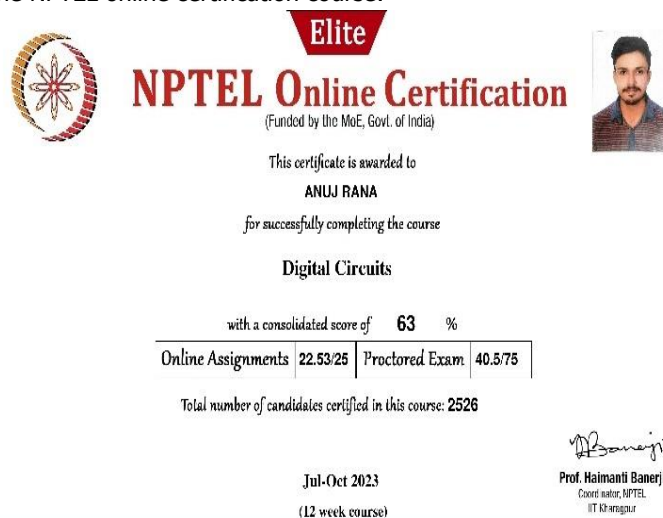 Elite
NPTEL Online Certification
(Funded by the MoE, Govt. of India)
This certificate is awarded to
ANUJ RANA
for successfully completing the course
Digital Circuits
with a consolidated score of 63 %
Online Assignments 22.53/25 Proctored Exam 40.5/75
Total number of candidates certified in this course: 2526
Jul-Oct 2023
(12 week course)
Prof. Haimanti Banerj
Coordinator, NPTEL
IIT Kharagpur